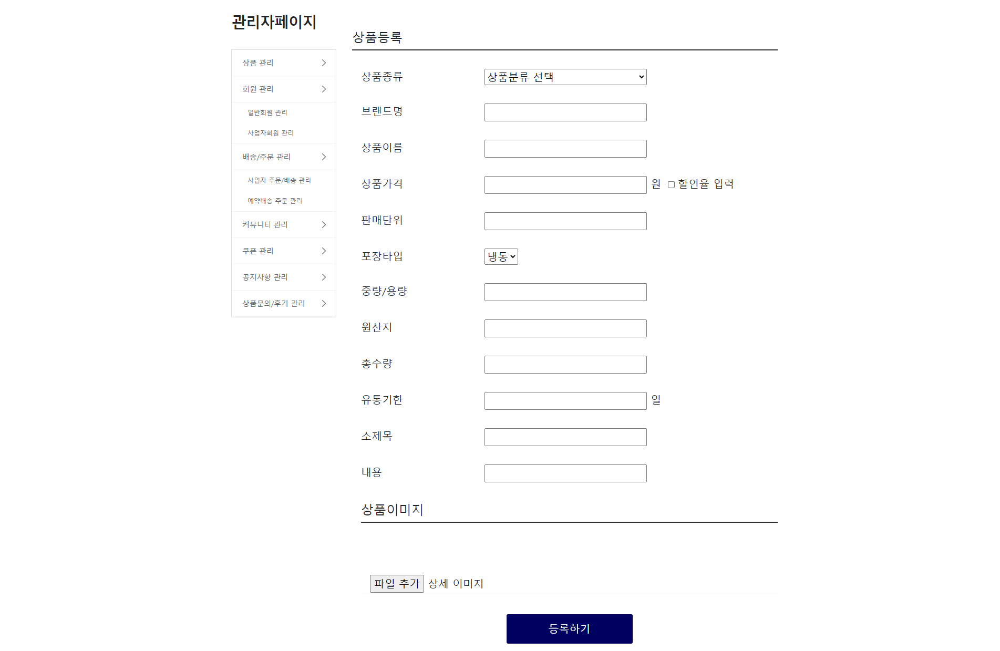 관리자페이지
상품 관리
회원 관리
일반회원 관리
사업자회원 관리
배송/주문 관리
사업자 주문/배송 관리
예약배송 주문 관리
커뮤니티 관리
쿠폰 관리
공지사항 관리
상품문의/후기 관리
상품등록
상품종류 상품분류 선택
브랜드명
상품이름
상품가격 원 할인율 입력
판매단위
포장타입 냉동
중량/용량
원산지
총수량
유통기한 일
소제목
내용
상품이미지
파일 추가 상세 이미지
등록하기